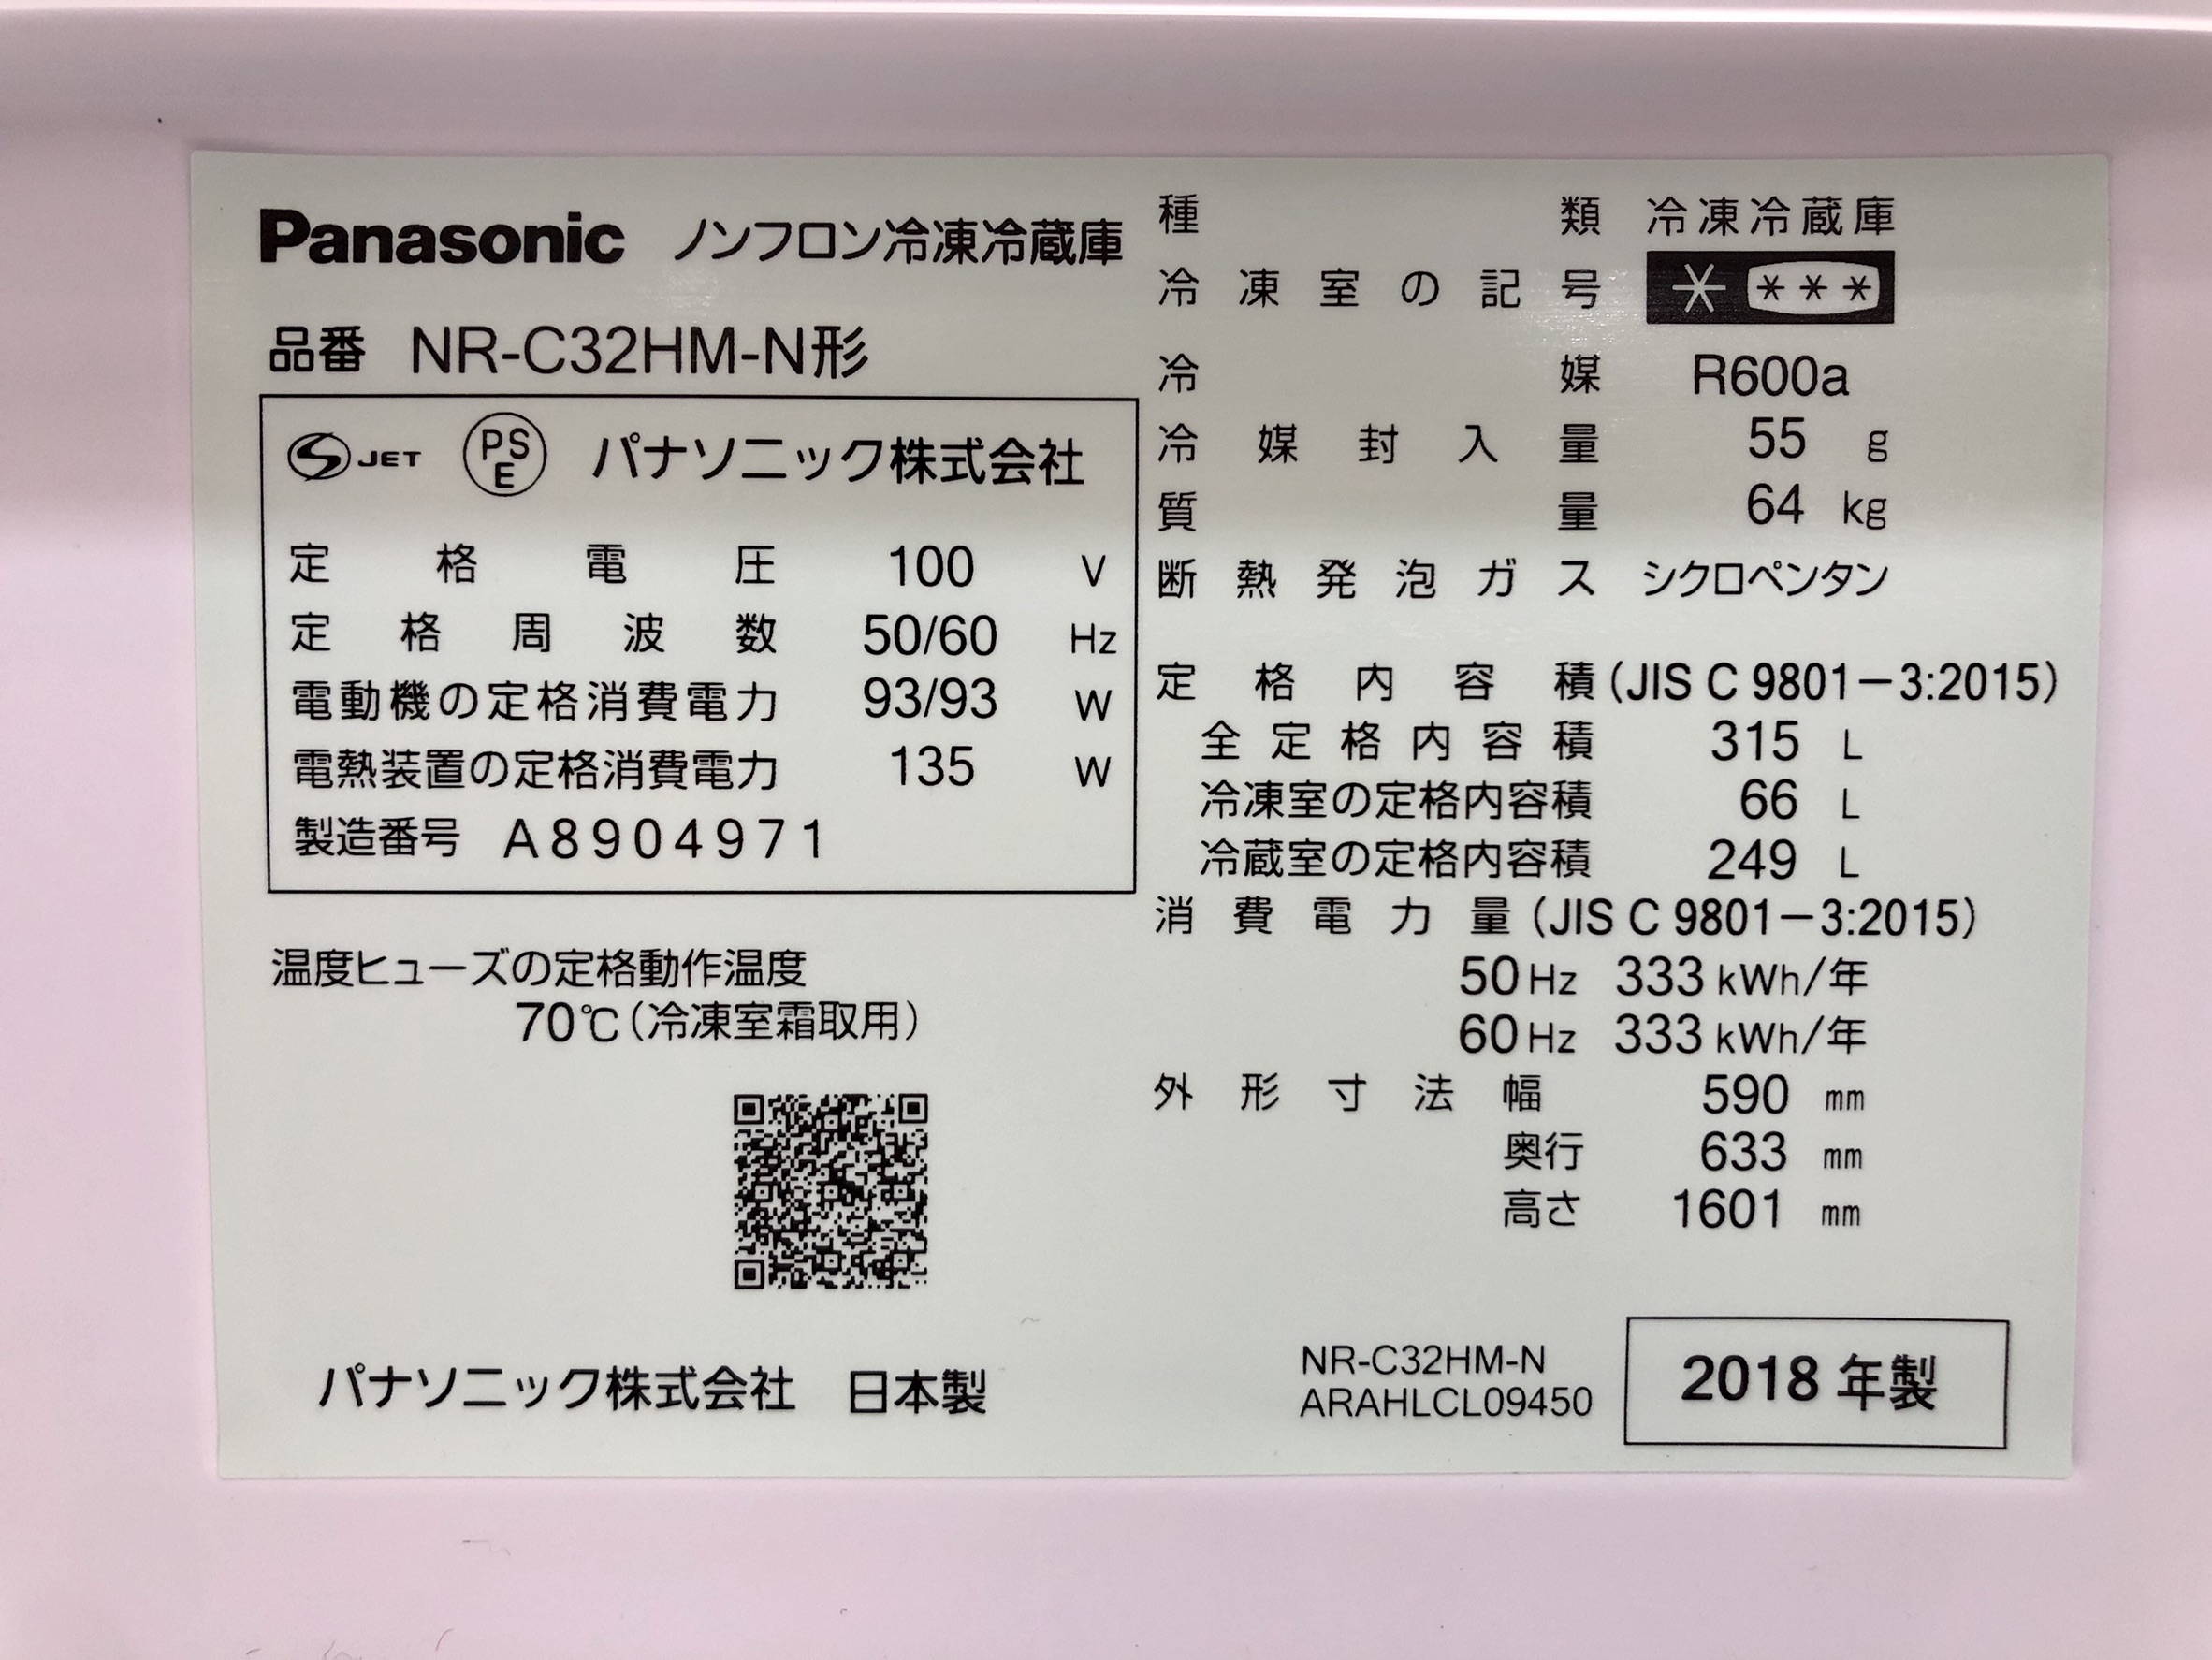 Panasonic ノンフロン冷凍冷蔵庫
品番 NR-C32HM-N形
S JET PSE パナソニック株式会社
定格電圧 100 V
定格周波数 50/60 Hz
電動機の定格消費電力 93/93 W
電熱装置の定格消費電力 135 W
製造番号 A8904971
温度ヒューズの定格動作温度
70℃(冷凍室霜取用)
パナソニック株式会社 日本製
種類 冷凍冷蔵庫
冷凍室の記号 * ***
冷媒 R600a
冷媒封入量 55 g
質量 64 kg
断熱発泡ガス シクロペンタン
定格内容積(JIS C 9801-3:2015)
全定格内容積 315 L
冷凍室の定格内容積 66 L
冷蔵室の定格内容積 249 L
消費電力量(JIS C 9801-3:2015)
50Hz 333 kWh/年
60Hz 333 kWh/年
外形寸法 幅 590 mm
奥行 633 mm
高さ 1601 mm
NR-C32HM-N
ARAHLCL09450
2018年製